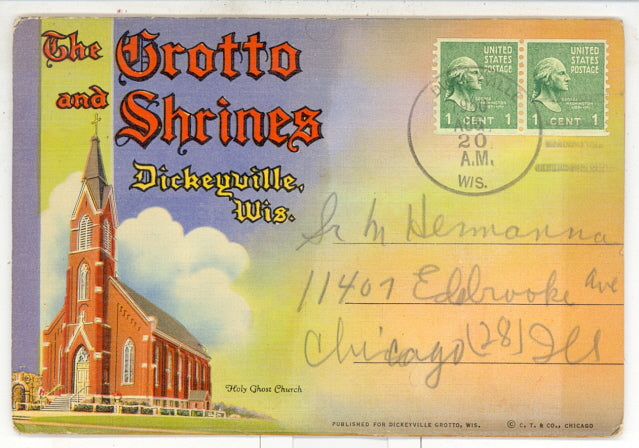 The Grotto
and Shrines
Dickeyville,
Wis.
UNITED STATES POSTAGE
1 CENT 1
UNITED STATES POSTAGE
1 CENT 1
20
A.M.
WIS.
Sr M Hermanna
11407 Edbrooke Ave
Chicago (28) Ill
Holy Ghost Church
PUBLISHED FOR DICKEYVILLE GROTTO, WIS.
© C. T. & CO., CHICAGO